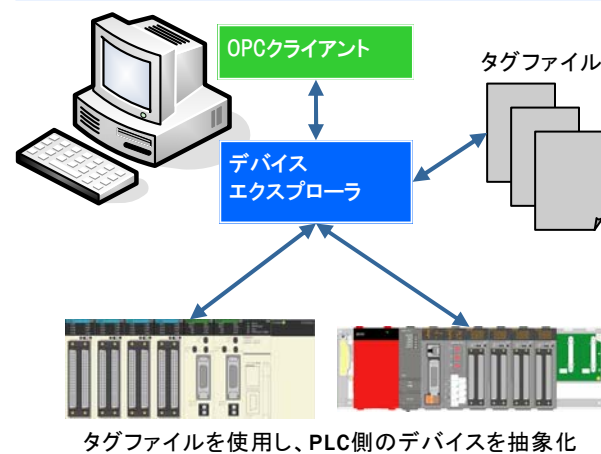 OPCクライアント
タグファイル
デバイス
エクスプローラ
タグファイルを使用し、PLC側のデバイスを抽象化